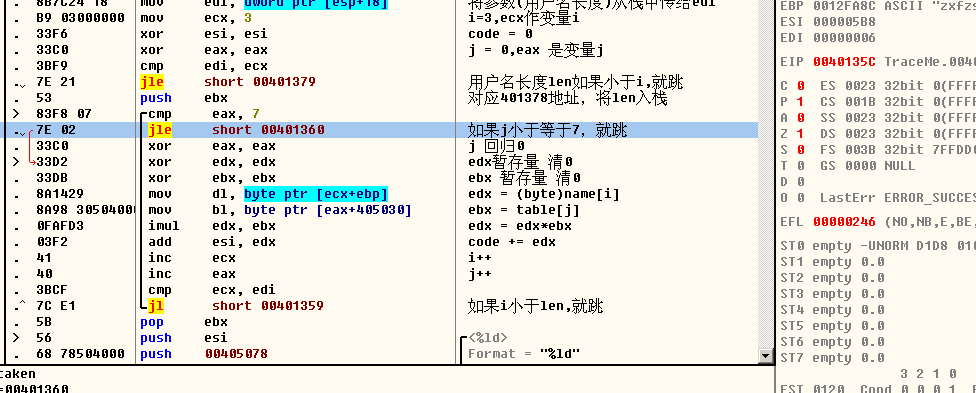 8B7C24 18 mov edi, dword ptr [esp+18] 将参数(用户名长度)从栈中传给edi
B9 03000000 mov ecx, 3 i=3,ecx作变量i
33F6 xor esi, esi code = 0
33C0 xor eax, eax j = 0,eax 是变量j
3BF9 cmp edi, ecx
7E 21 jle short 00401379 用户名长度len如果小于i,就跳
53 push ebx 对应401378地址, 将len入栈
83F8 07 cmp eax, 7
7E 02 jle short 00401360 如果j小于等于7, 就跳
33C0 xor eax, eax j 回归0
33D2 xor edx, edx edx暂存量 清0
33DB xor ebx, ebx ebx 暂存量 清0
8A1429 mov dl, byte ptr [ecx+ebp] edx = (byte)name[i]
8A98 30504000 mov bl, byte ptr [eax+405030] ebx = table[j]
0FAFD3 imul edx, ebx edx = edx*ebx
03F2 add esi, edx code += edx
41 inc ecx i++
40 inc eax j++
3BCF cmp ecx, edi
7C E1 jl short 00401359 如果i小于len,就跳
5B pop ebx
56 push esi <%ld>
68 78504000 push 00405078 Format = "%ld"
taken
=00401360
EBP 0012FA8C ASCII "zxfzs
ESI 000005B8
EDI 00000006
EIP 0040135C TraceMe.0040
C 0 ES 0023 32bit 0(FFFF
P 1 CS 001B 32bit 0(FFFF
A 0 SS 0023 32bit 0(FFFF
Z 1 DS 0023 32bit 0(FFFF
S 0 FS 003B 32bit 7FFDD(
T 0 GS 0000 NULL
D 0
O 0 LastErr ERROR_SUCCES
EFL 00000246 (NO,NB,E,BE,
ST0 empty -UNORM D1D8 010
ST1 empty 0.0
ST2 empty 0.0
ST3 empty 0.0
ST4 empty 0.0
ST5 empty 0.0
ST6 empty 0.0
ST7 empty 0.0
3 2 1 0
FST 0120 Cond 0 0 0 1